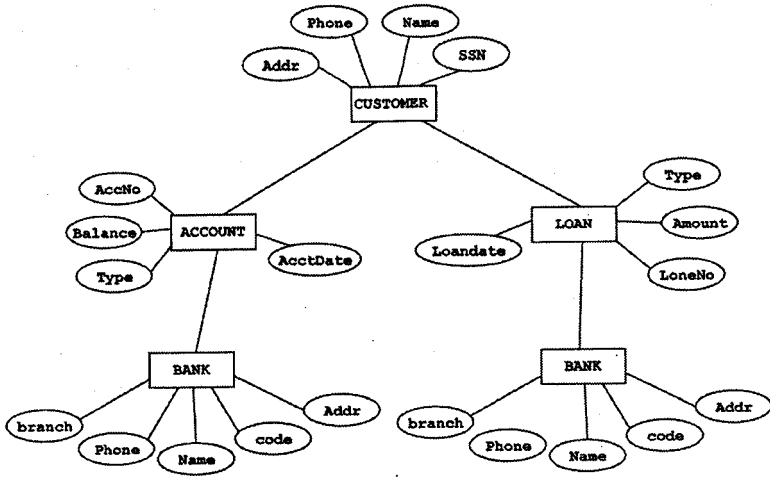 Phone
Name
Addr
SSN
CUSTOMER
AccNo
Balance
Type
ACCOUNT
AcctDate
Type
LOAN
Amount
Loandate
LoneNo
BANK
branch
Phone
Name
code
Addr
BANK
branch
Phone
Name
code
Addr